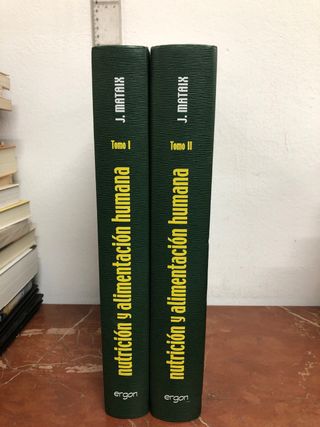 J. MATAIX
Tomo I
nutrición y alimentación humana
ergon
J. MATAIX
Tomo II
nutrición y alimentación humana
ergon